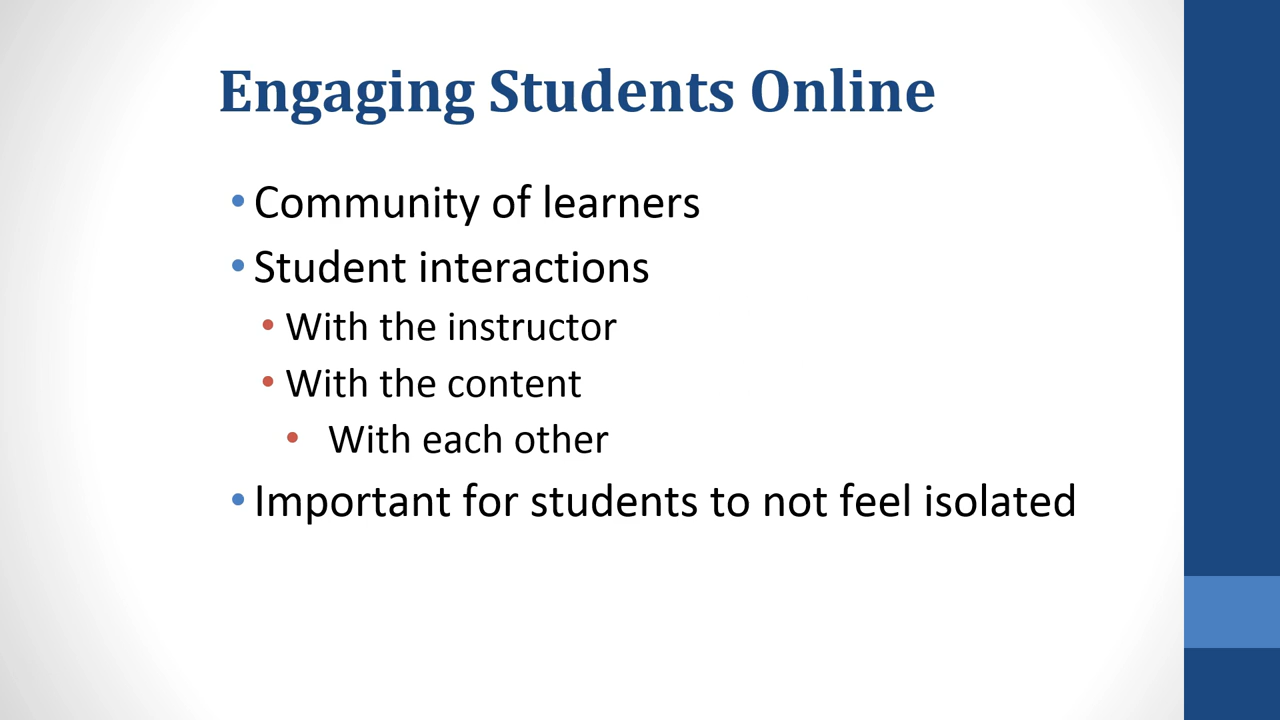 Engaging Students Online
• Community of learners
• Student interactions
• With the instructor
• With the content
• With each other
• Important for students to not feel isolated